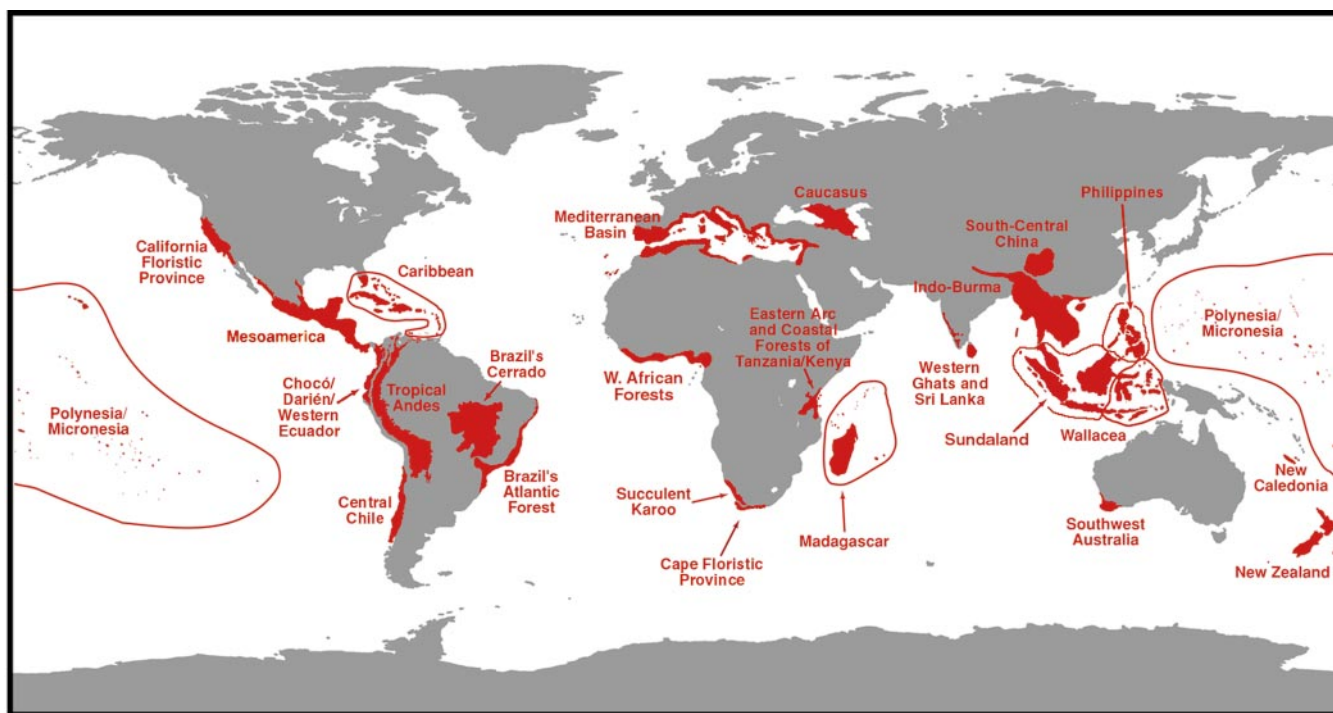 Philippines
Caucasus
Mediterranean
Basin
South-Central
China
California
Floristic
Province
Caribbean
Indo-Burma
Eastern Arc
and Coastal
Forests of
Tanzania/Kenya
Polynesia/
Micronesia
Mesoamerica
Brazil's
Cerrado
W. African
Forests
Western
Ghats and
Sri Lanka
Chocó/
Darién/
Western
Ecuador
Tropical
Andes
Polynesia/
Micronesia
Sundaland
Wallacea
New
Caledonia
Brazil's
Atlantic
Forest
Central
Chile
Succulent
Karoo
Madagascar
Southwest
Australia
Cape Floristic
Province
New Zealand